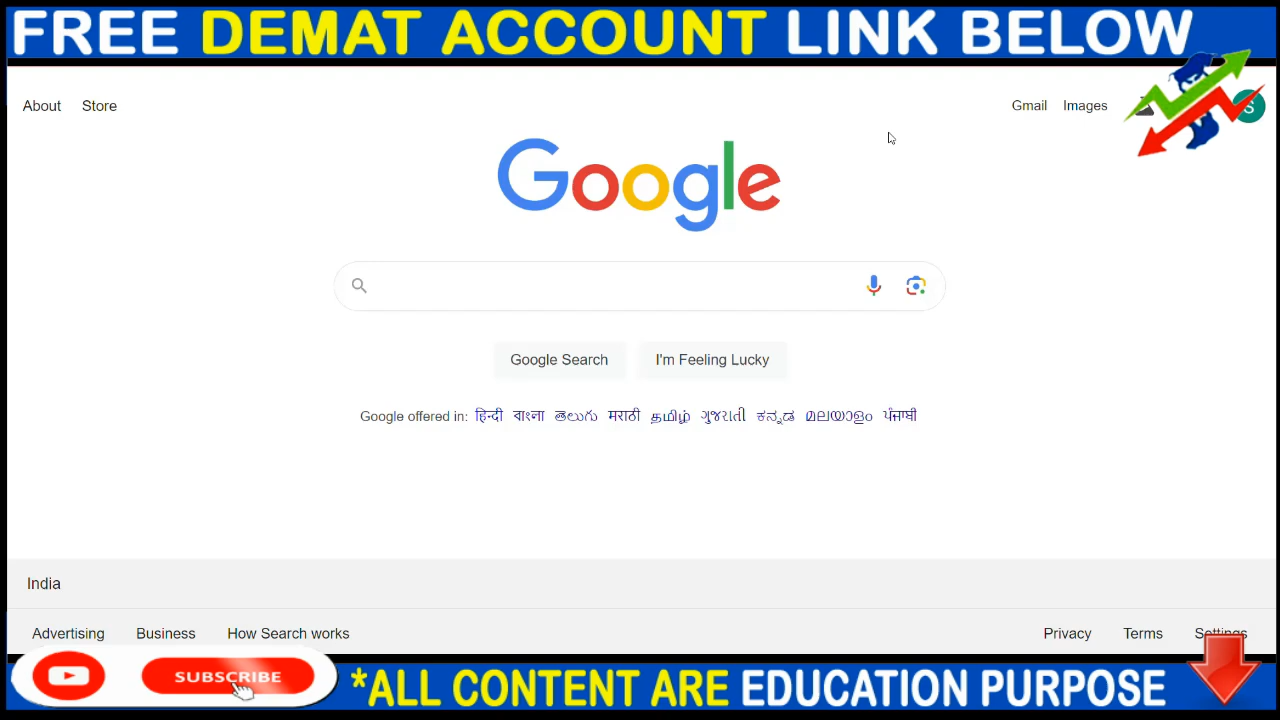 FREE DEMAT ACCOUNT LINK BELOW
About Store Gmail Images S
Google
Google Search I'm Feeling Lucky
Google offered in: हिन्दी বাংলা తెలుగు मराठी தமிழ் ગુજરાતી ಕನ್ನಡ മലയാളം ਪੰਜਾਬੀ
India
Advertising Business How Search works Privacy Terms Settings
SUBSCRIBE *ALL CONTENT ARE EDUCATION PURPOSE